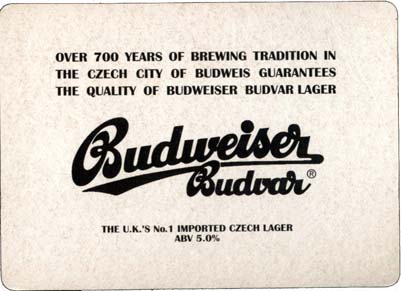 OVER 700 YEARS OF BREWING TRADITION IN
THE CZECH CITY OF BUDWEIS GUARANTEES
THE QUALITY OF BUDWEISER BUDVAR LAGER
Budweiser
Budvar®
THE U.K.'S No.1 IMPORTED CZECH LAGER
ABV 5.0%